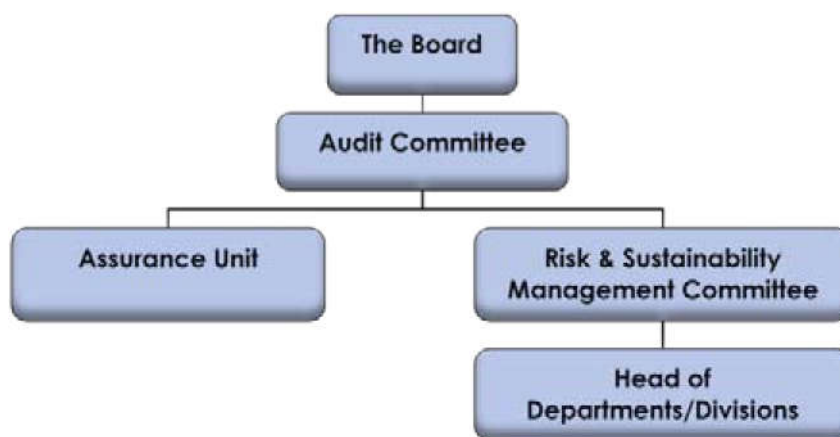 The Board
Audit Committee
Assurance Unit
Risk & Sustainability
Management Committee
Head of
Departments/Divisions